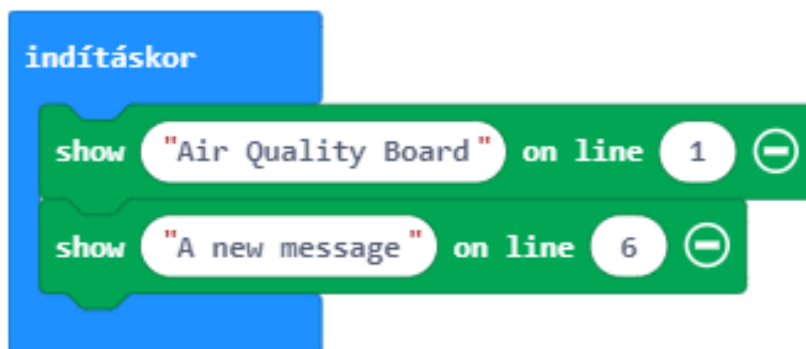 indításkor
show "Air Quality Board" on line 1
show "A new message" on line 6